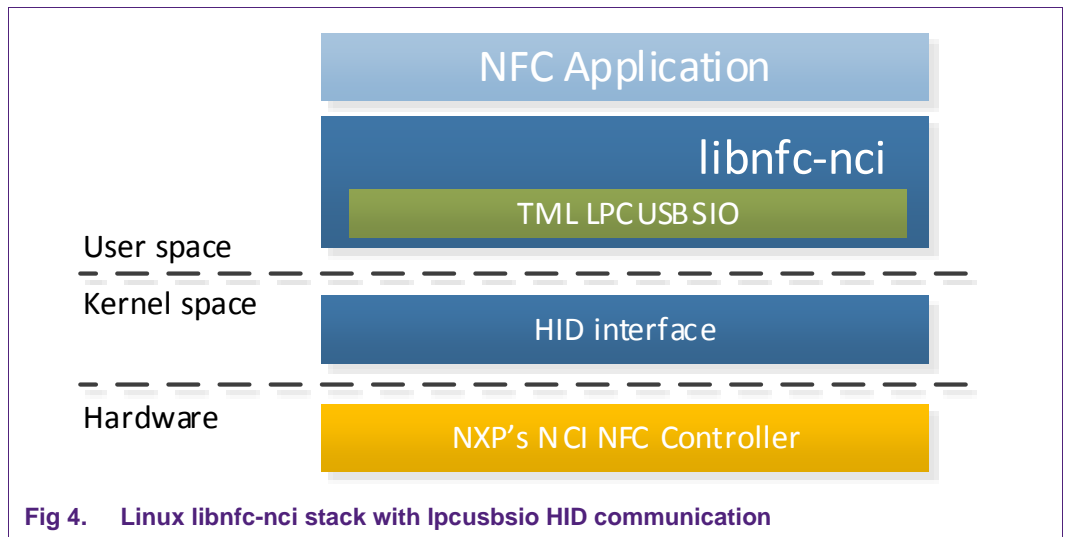 NFC Application
libnfc-nci
TML LPCUSBSIO
User space
Kernel space
HID interface
Hardware
NXP's NCI NFC Controller
Fig 4. Linux libnfc-nci stack with lpcusbsio HID communication